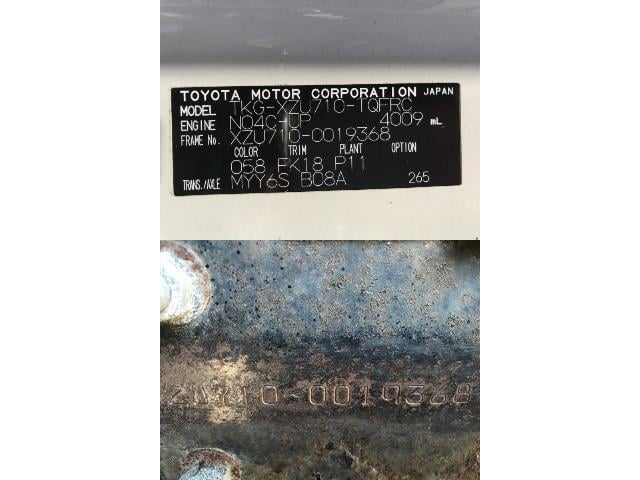 TOYOTA MOTOR CORPORATION JAPAN
MODEL TKG-XZU710-TQFRC
ENGINE N04C-UP 4009 mL
FRAME No. XZU710-0019368
COLOR TRIM PLANT OPTION
058 FK18 P11
TRANS./AXLE MYY6S B08A 265
ZU710-0019368